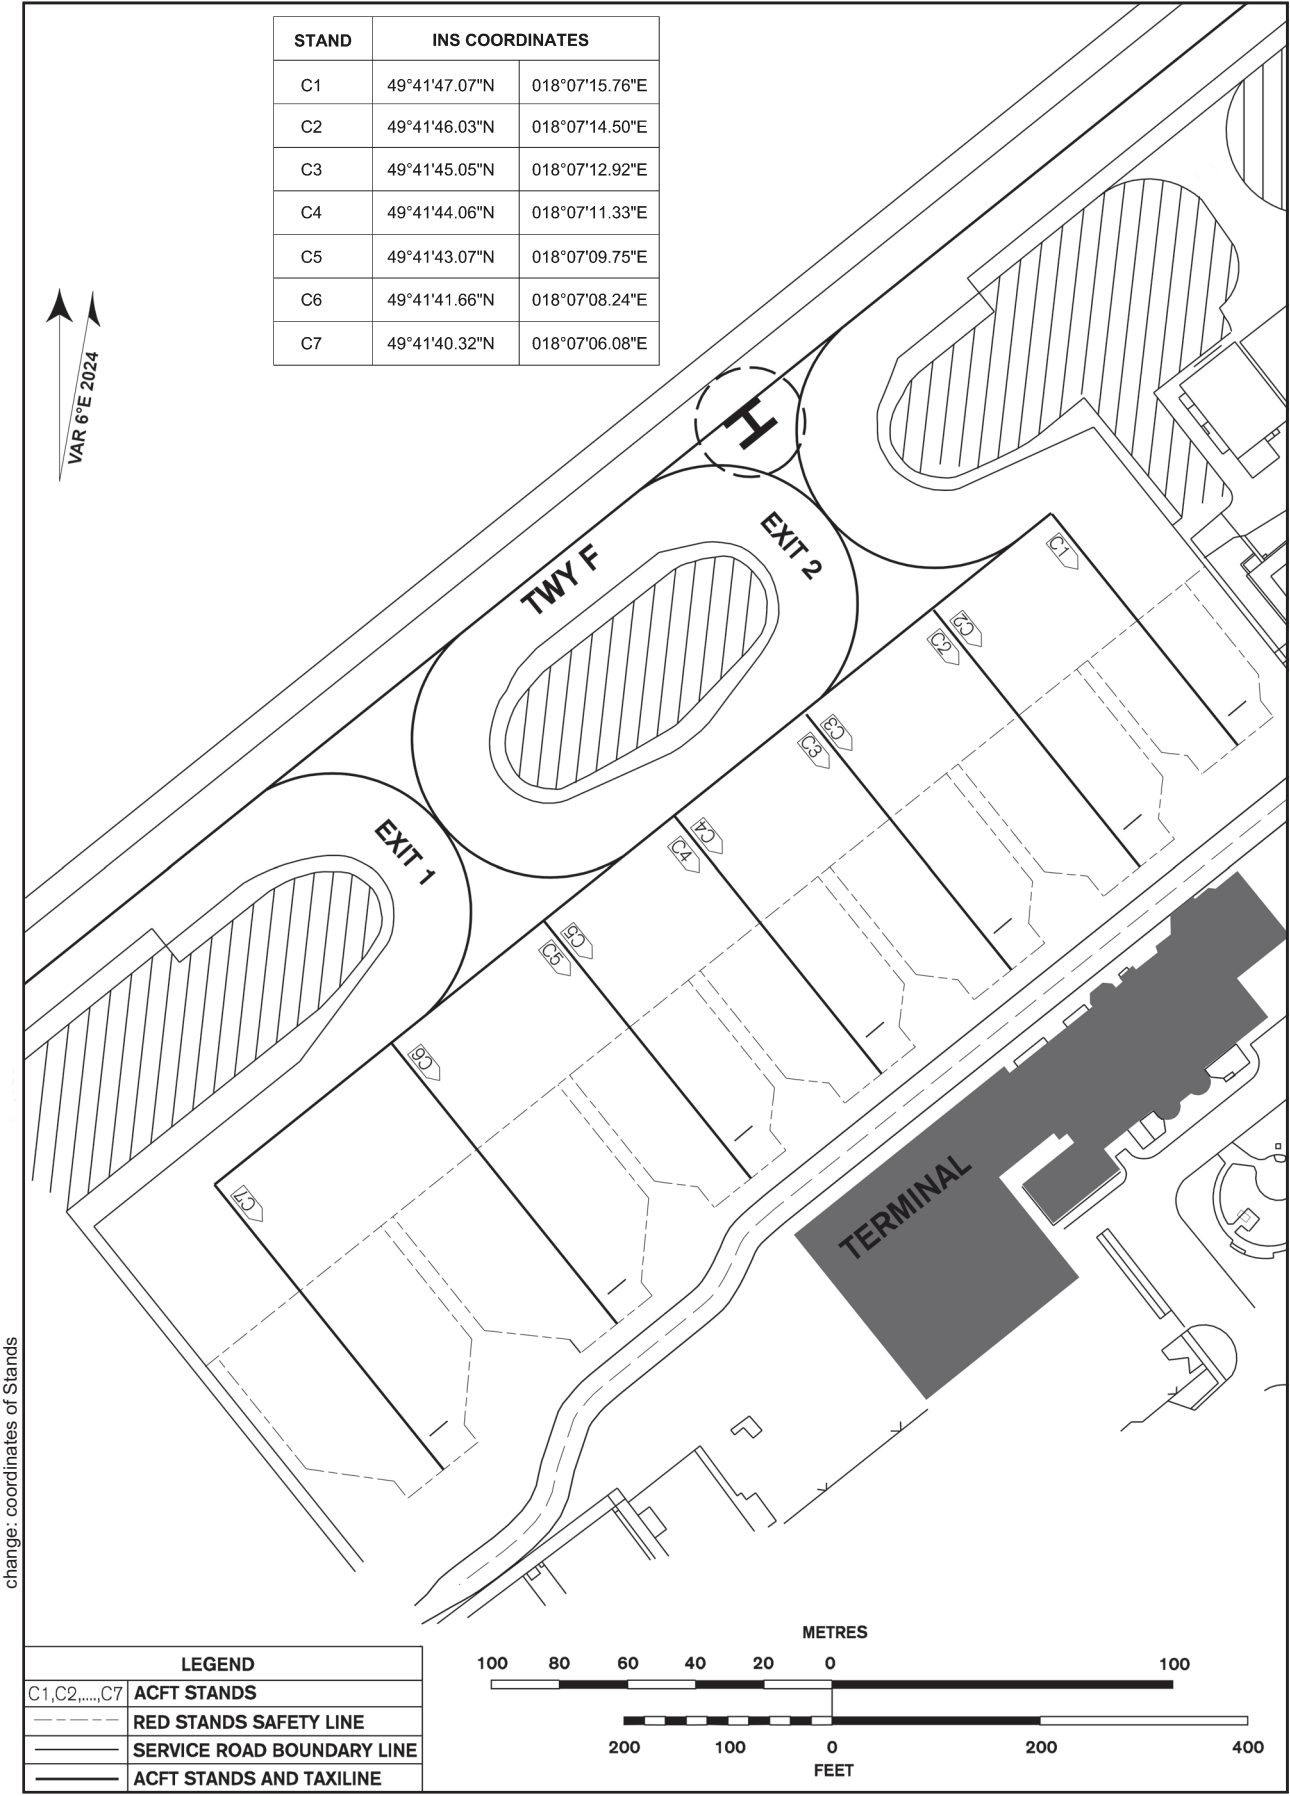 STAND INS COORDINATES
C1 49°41'47.07"N 018°07'15.76"E
C2 49°41'46.03"N 018°07'14.50"E
C3 49°41'45.05"N 018°07'12.92"E
C4 49°41'44.06"N 018°07'11.33"E
C5 49°41'43.07"N 018°07'09.75"E
C6 49°41'41.66"N 018°07'08.24"E
C7 49°41'40.32"N 018°07'06.08"E
VAR 6°E 2024
H
TWY F
EXIT 2
EXIT 1
C1
C2
C2
C3
C3
C4
C4
C5
C5
C6
C7
TERMINAL
change: coordinates of Stands
LEGEND
C1,C2,....,C7 ACFT STANDS
RED STANDS SAFETY LINE
SERVICE ROAD BOUNDARY LINE
ACFT STANDS AND TAXILINE
METRES
100 80 60 40 20 0 100
200 100 0 200 400
FEET